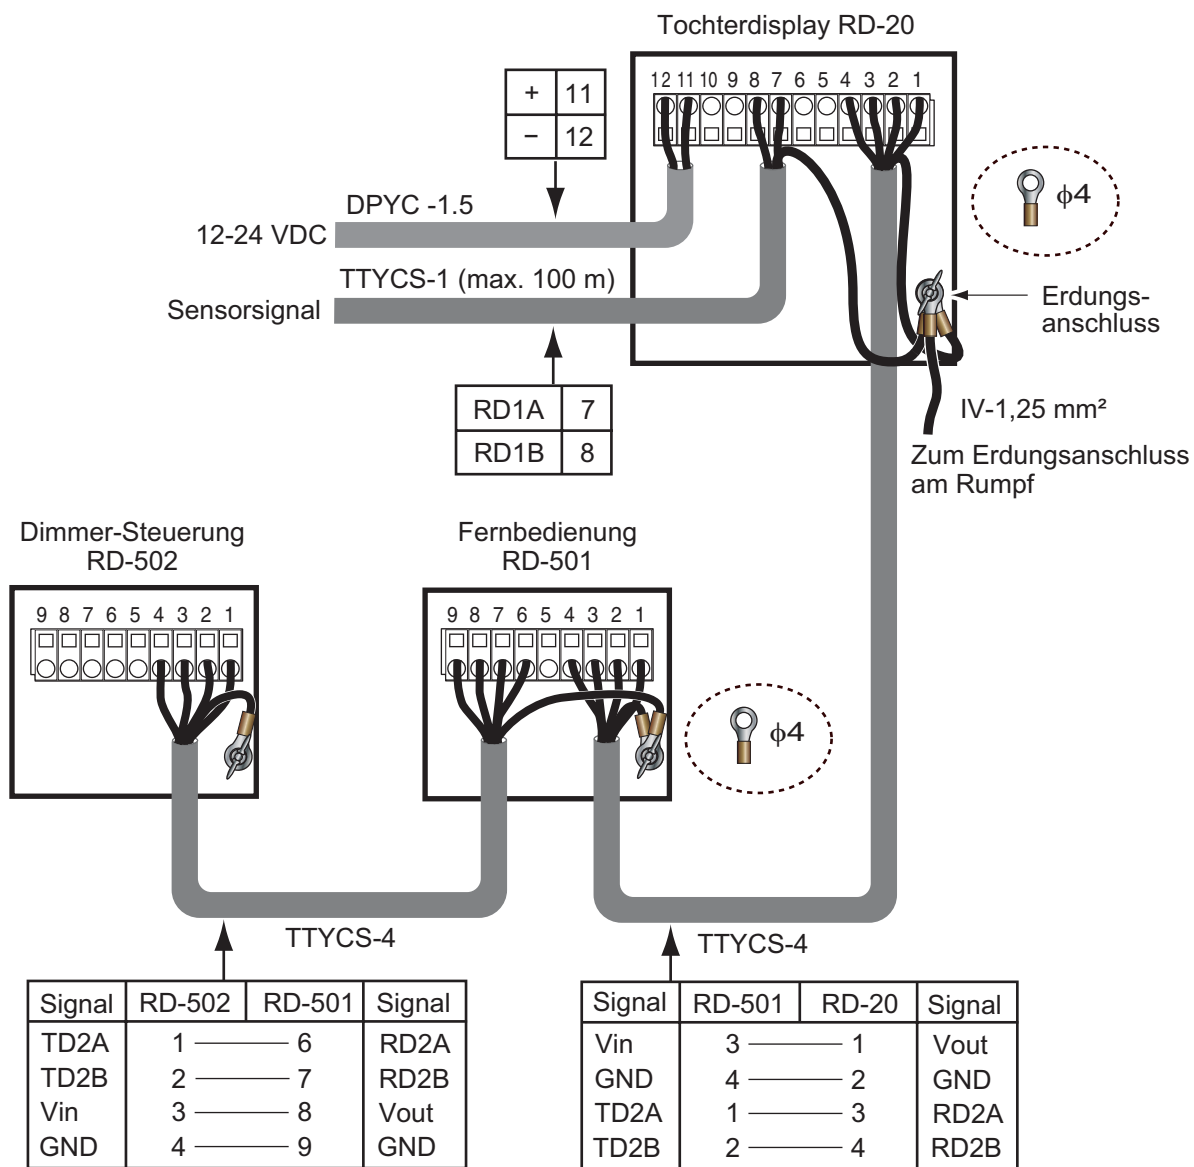 Tochterdisplay RD-20
12 11 10 9 8 7 6 5 4 3 2 1
+ 11
− 12
ϕ4
DPYC -1.5
12-24 VDC
TTYCS-1 (max. 100 m)
Sensorsignal
Erdungs-
anschluss
RD1A 7
RD1B 8
IV-1,25 mm²
Zum Erdungsanschluss
am Rumpf
Dimmer-Steuerung
RD-502
9 8 7 6 5 4 3 2 1
Fernbedienung
RD-501
9 8 7 6 5 4 3 2 1
ϕ4
TTYCS-4
Signal RD-502 RD-501 Signal
TD2A 1 6 RD2A
TD2B 2 7 RD2B
Vin 3 8 Vout
GND 4 9 GND
TTYCS-4
Signal RD-501 RD-20 Signal
Vin 3 1 Vout
GND 4 2 GND
TD2A 1 3 RD2A
TD2B 2 4 RD2B